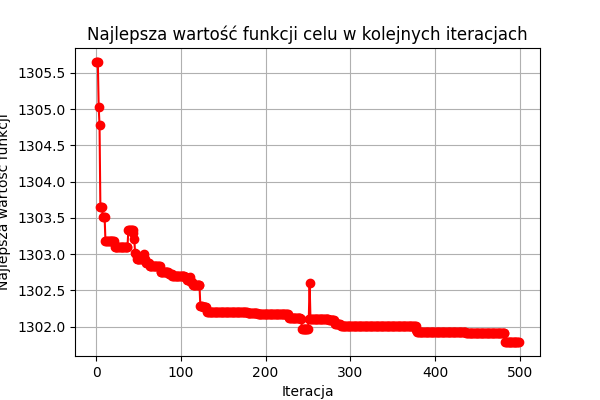 Najlepsza wartość funkcji celu w kolejnych iteracjach
Najlepsza wartość funkcji
1305.5
1305.0
1304.5
1304.0
1303.5
1303.0
1302.5
1302.0
0 100 200 300 400 500
Iteracja